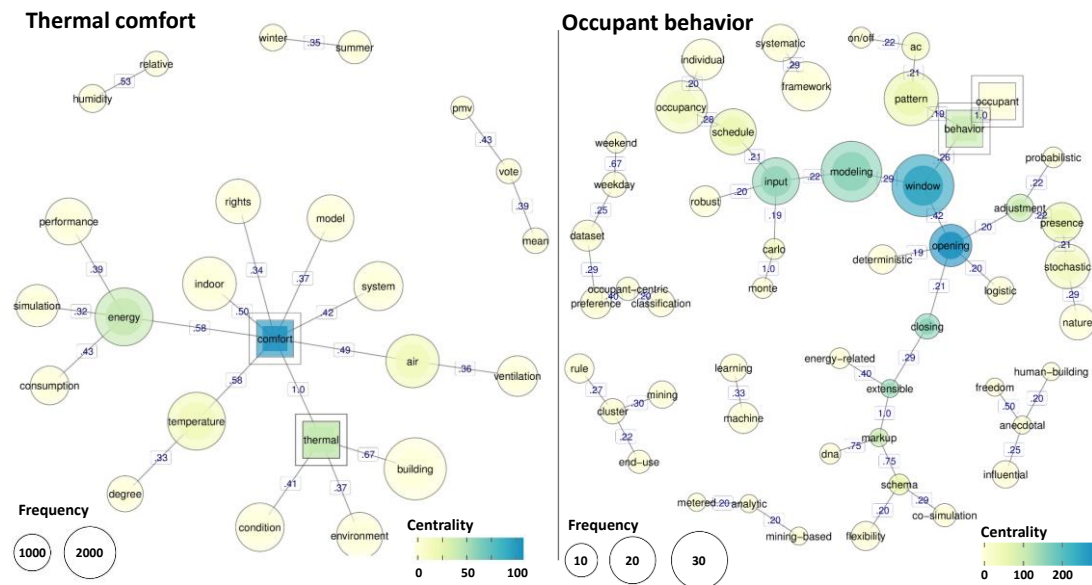 Thermal comfort
winter
.35
summer
relative
.53
humidity
pmv
.43
vote
.39
mean
rights
model
performance
.34
.37
indoor
system
.39
.50
.42
simulation
.32
energy
.58
comfort
.49
air
.36
ventilation
.43
consumption
.58
1.0
temperature
thermal
.67
building
.33
.41
.37
degree
condition
environment
Frequency
1000
2000
Centrality
0
50
100
Occupant behavior
individual
.20
occupancy
.28
schedule
.21
systematic
.29
framework
on/off
.22
ac
.21
pattern
occupant
.19
1.0
behavior
.26
weekend
.67
weekday
.25
dataset
.29
preference
.40
occupant-centric
.20
classification
input
.22
modeling
.29
window
.20
robust
.19
carlo
1.0
monte
.42
opening
probabilistic
.22
adjustment
.20
.22
presence
.21
stochastic
.29
nature
deterministic
.19
.20
logistic
.21
closing
energy-related
.29
.40
extensible
1.0
markup
dna
.75
.75
schema
.29
co-simulation
.20
flexibility
rule
.27
cluster
.30
mining
.22
end-use
learning
.33
machine
human-building
freedom
.50
.20
anecdotal
.25
influential
metered
.20
analytic
.20
mining-based
Frequency
10
20
30
Centrality
0
100
200